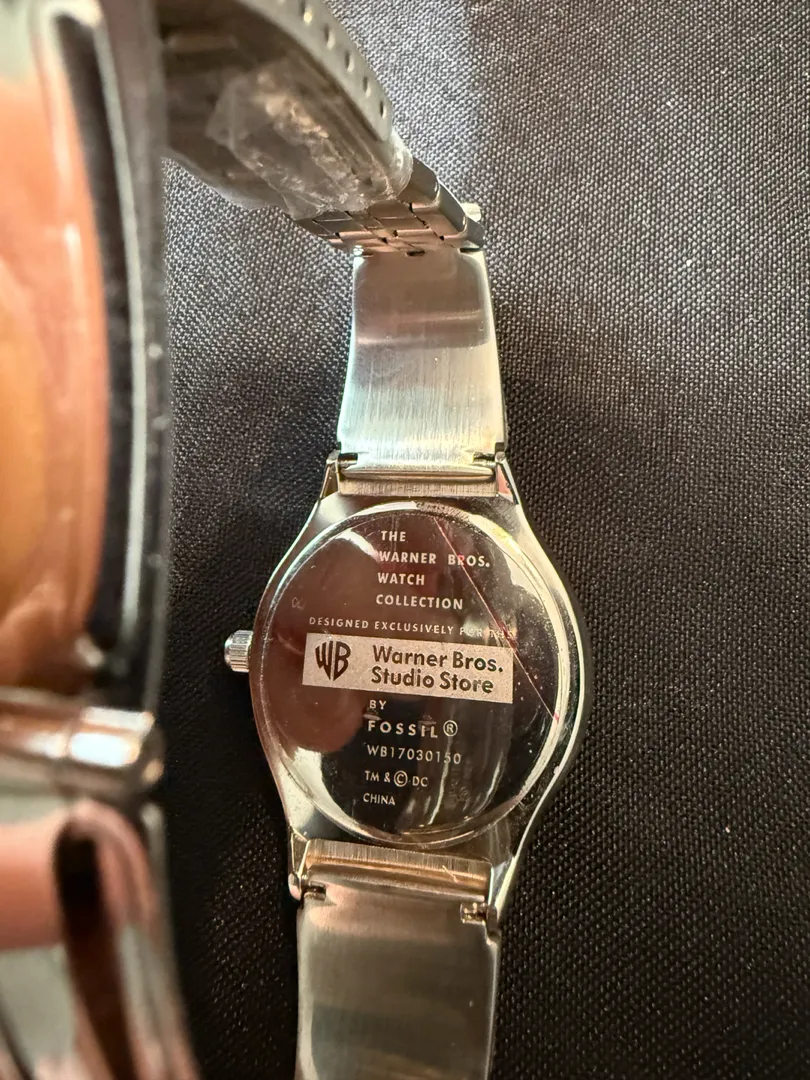 THE
WARNER BROS.
WATCH
COLLECTION
DESIGNED EXCLUSIVELY FOR THE
WB Warner Bros.
Studio Store
BY
FOSSIL®
WB17030150
TM & © DC
CHINA